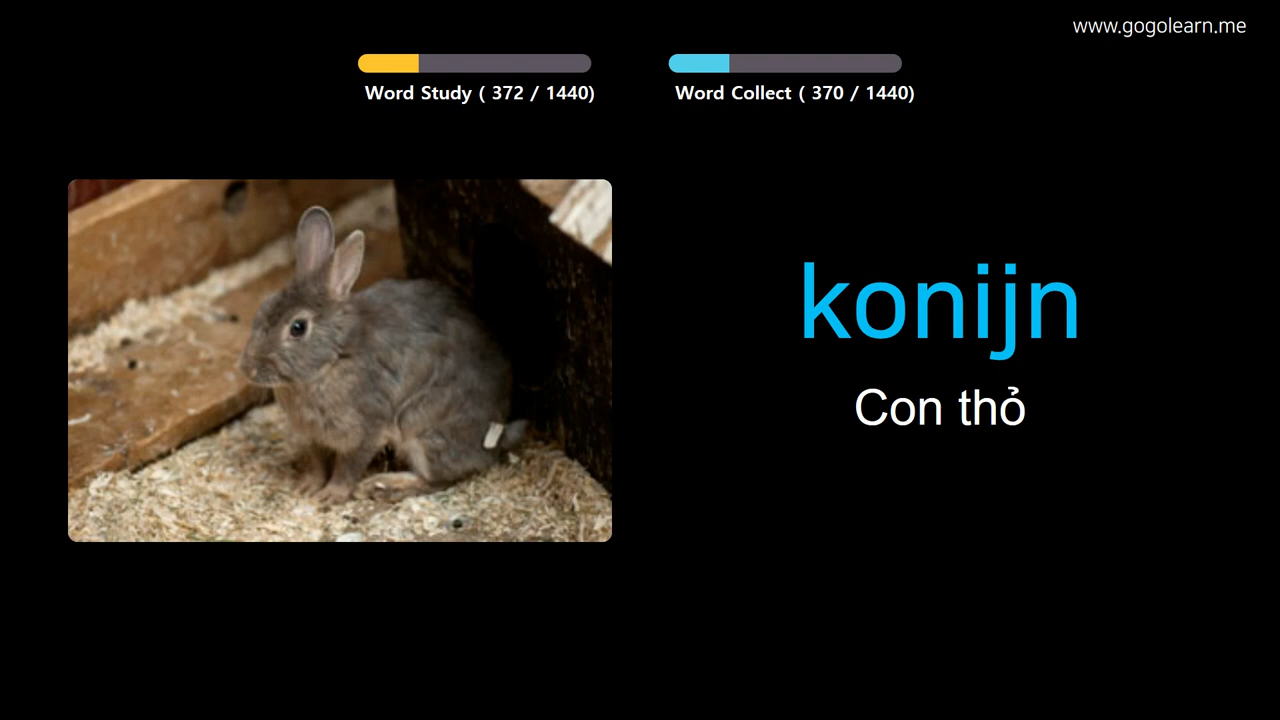 www.gogolearn.me
Word Study ( 372 / 1440)
Word Collect ( 370 / 1440)
konijn
Con thỏ